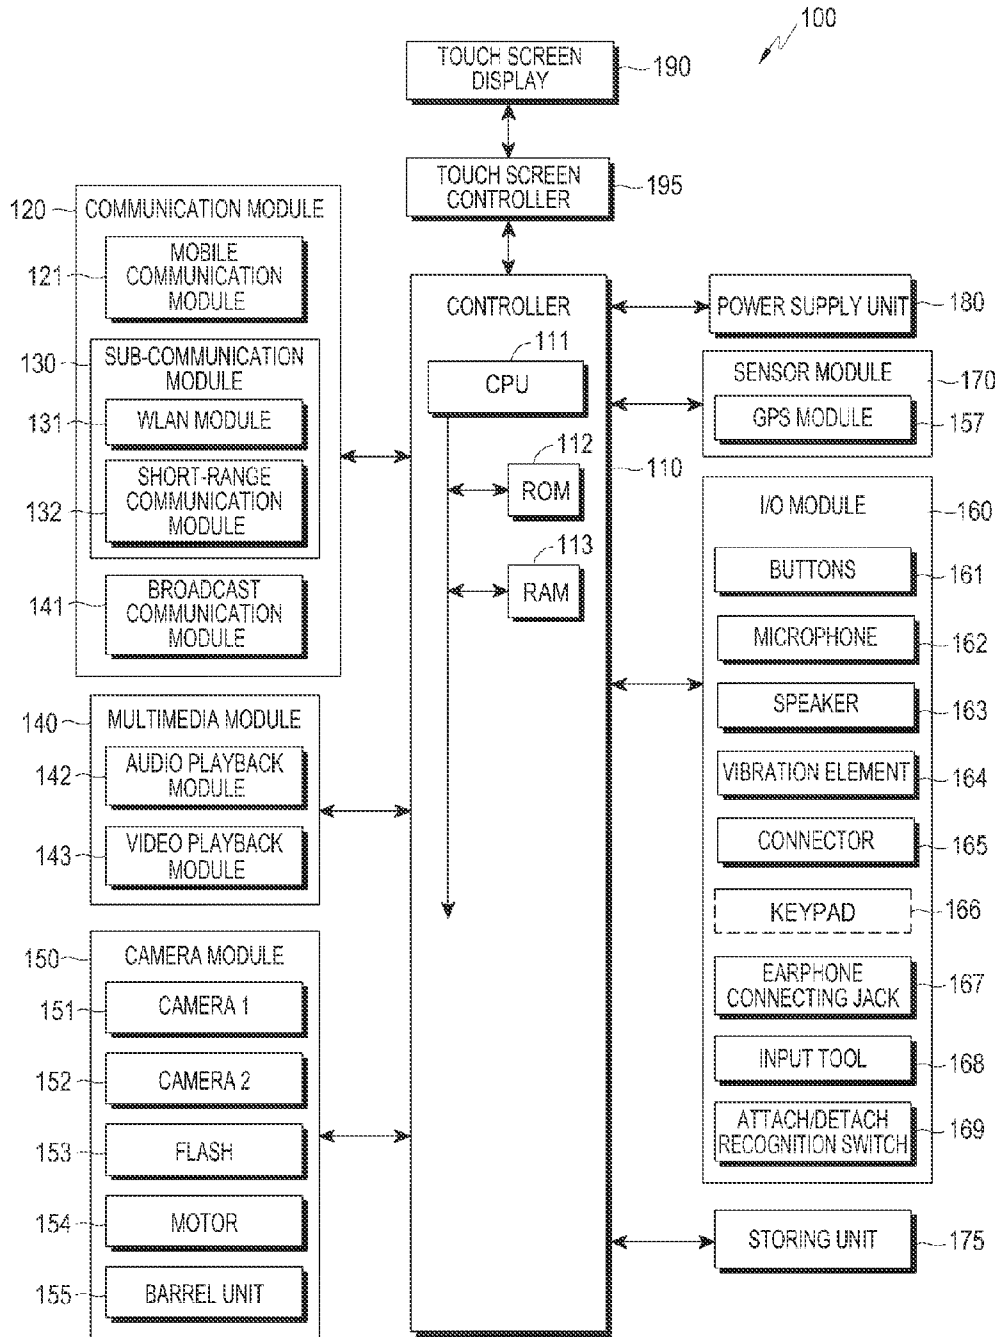 100
TOUCH SCREEN
DISPLAY
190
TOUCH SCREEN
CONTROLLER
195
120
COMMUNICATION MODULE
121
MOBILE
COMMUNICATION
MODULE
130
SUB-COMMUNICATION
MODULE
131
WLAN MODULE
132
SHORT-RANGE
COMMUNICATION
MODULE
141
BROADCAST
COMMUNICATION
MODULE
140
MULTIMEDIA MODULE
142
AUDIO PLAYBACK
MODULE
143
VIDEO PLAYBACK
MODULE
150
CAMERA MODULE
151
CAMERA 1
152
CAMERA 2
153
FLASH
154
MOTOR
155
BARREL UNIT
CONTROLLER
111
CPU
112
ROM
113
RAM
110
POWER SUPPLY UNIT
180
SENSOR MODULE
170
GPS MODULE
157
I/O MODULE
160
BUTTONS
161
MICROPHONE
162
SPEAKER
163
VIBRATION ELEMENT
164
CONNECTOR
165
KEYPAD
166
EARPHONE
CONNECTING JACK
167
INPUT TOOL
168
ATTACH/DETACH
RECOGNITION SWITCH
169
STORING UNIT
175